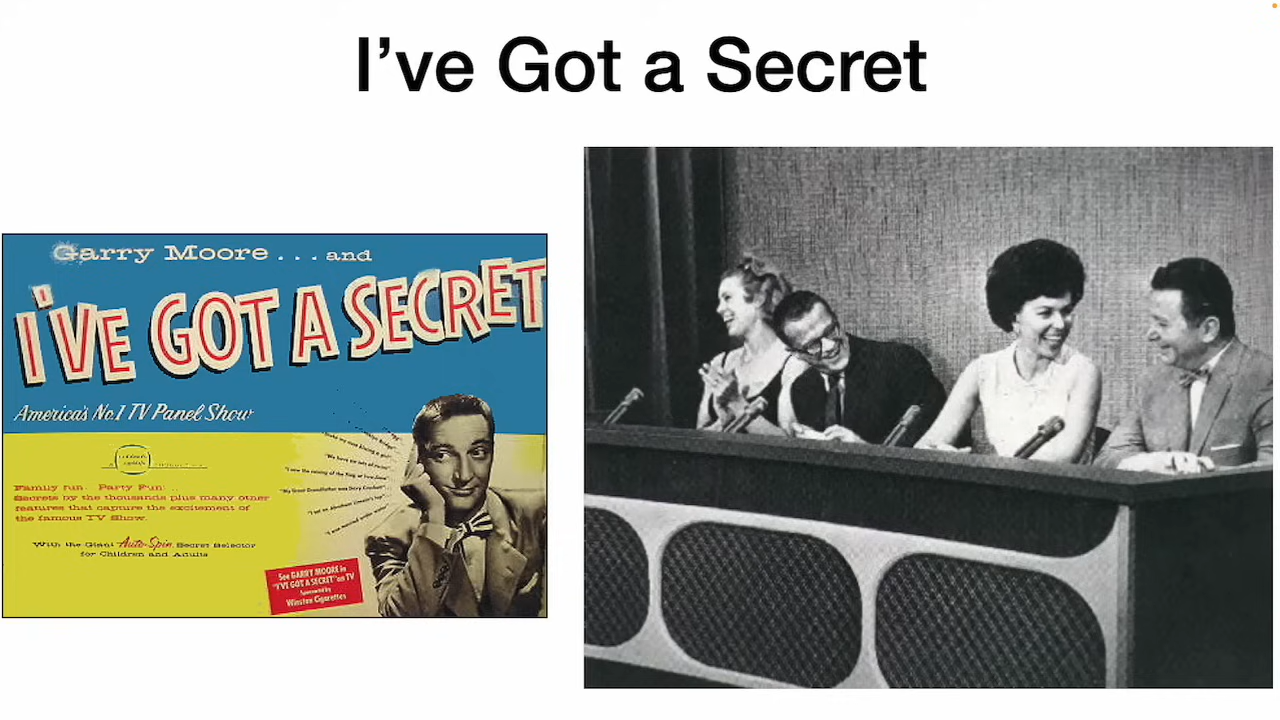 I've Got a Secret
Garry Moore . . . and
I'VE GOT A SECRET
America's No.1 TV Panel Show
Family fun. Party Fun.
Secrets by the thousands plus many other
features that capture the excitement of
the famous TV Show.
With the Giant Auto-Spin Secret Selector
for Children and Adults
See GARRY MOORE in
"I'VE GOT A SECRET" on TV
Sponsored by
Winston Cigarettes